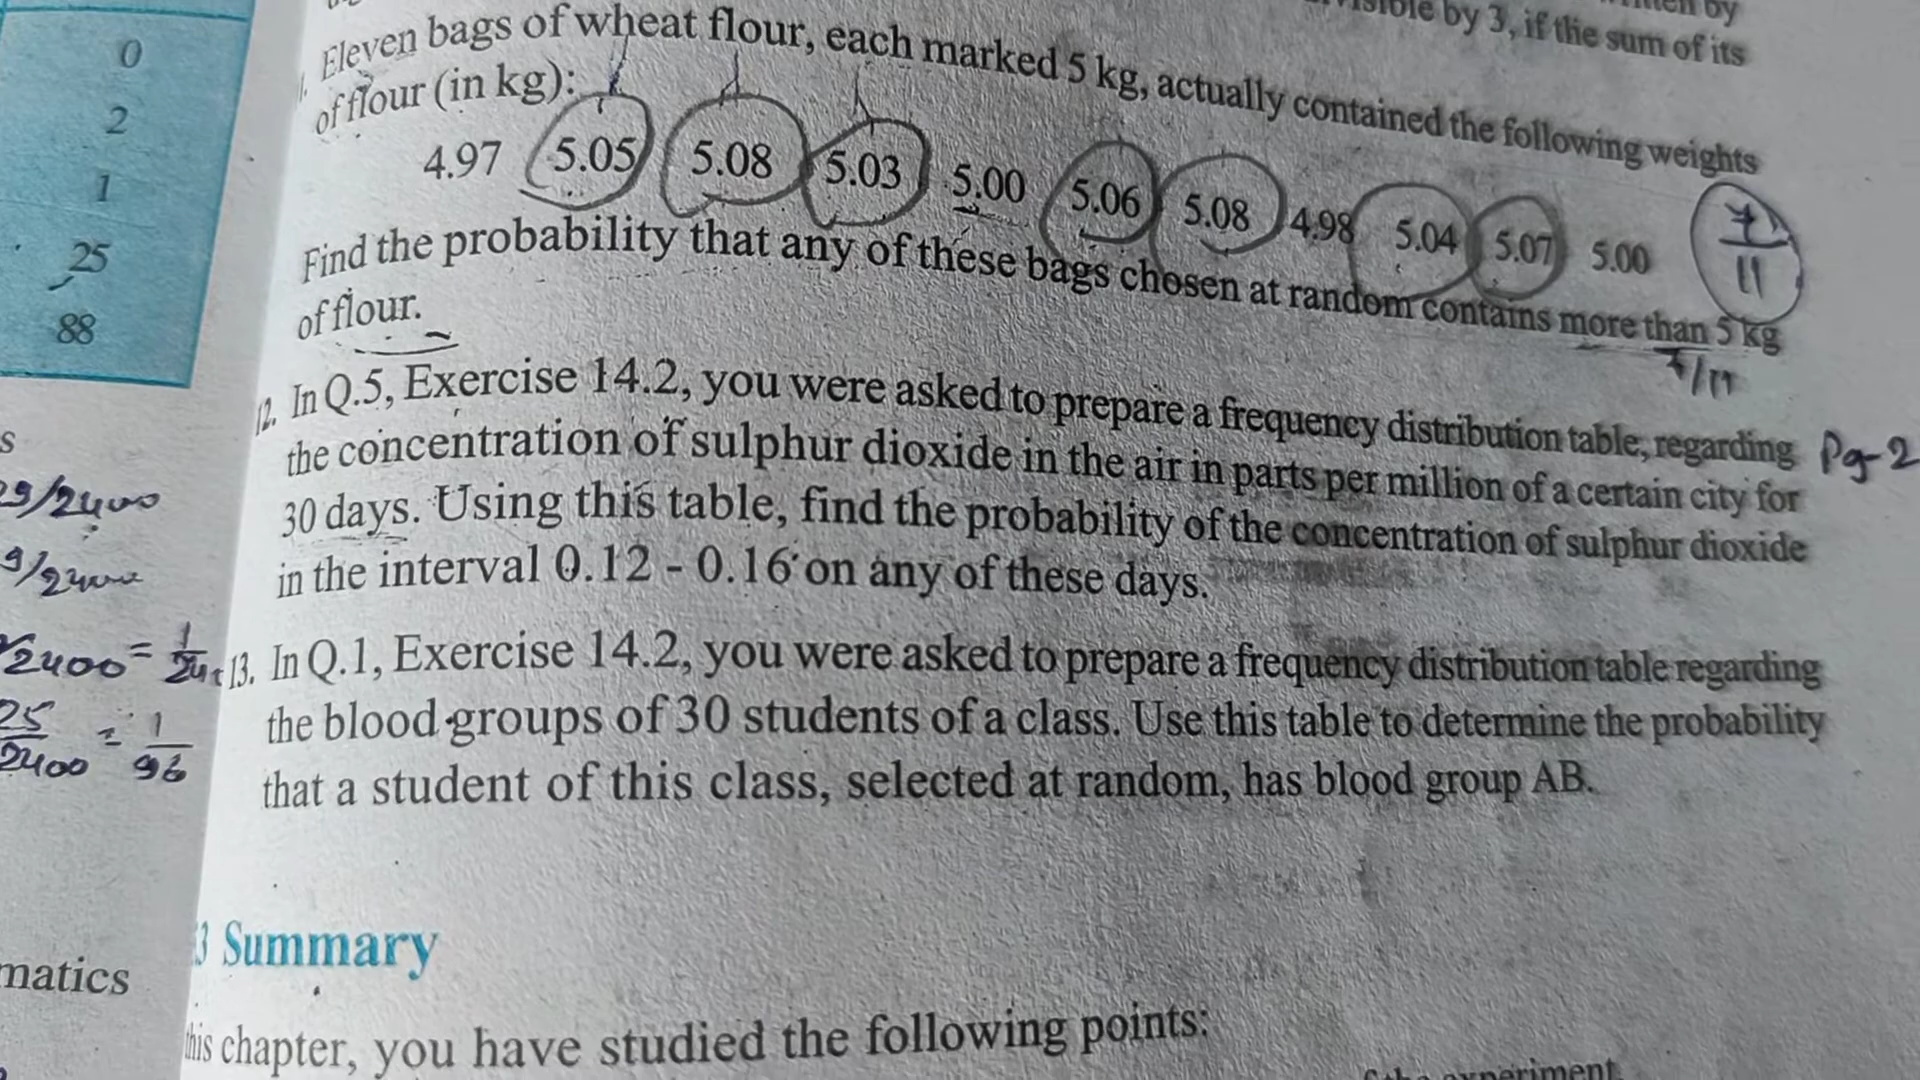 by
by 3, if the sum of its
Eleven bags of wheat flour, each marked 5 kg, actually contained the following weights
of flour (in kg):
4.97 5.05 5.08 5.03 5.00 5.06 5.08 4.98 5.04 5.07 5.00
7/11
Find the probability that any of these bags chosen at random contains more than 5 kg
of flour.
7/11
12. In Q.5, Exercise 14.2, you were asked to prepare a frequency distribution table, regarding
Pg-2
the concentration of sulphur dioxide in the air in parts per million of a certain city for
30 days. Using this table, find the probability of the concentration of sulphur dioxide
in the interval 0.12 - 0.16 on any of these days.
13. In Q.1, Exercise 14.2, you were asked to prepare a frequency distribution table regarding
the blood groups of 30 students of a class. Use this table to determine the probability
that a student of this class, selected at random, has blood group AB.
3 Summary
this chapter, you have studied the following points:
experiment
0
2
1
25
88
s
29/2400
2400 = 1/24
25/2400 = 1/96
matics